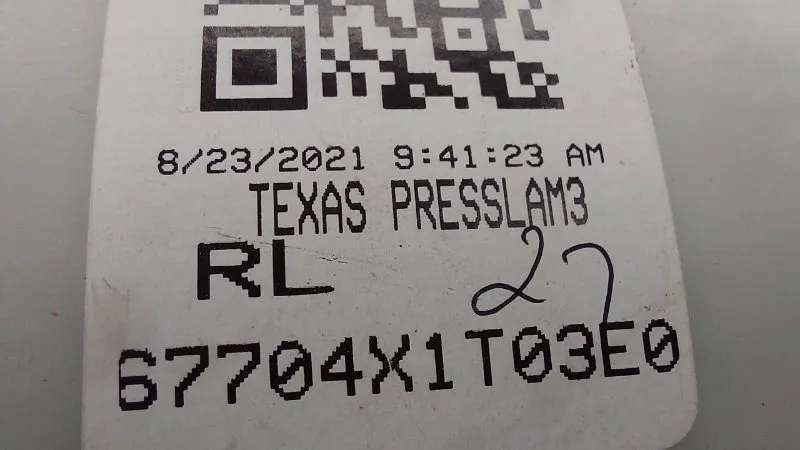 8/23/2021 9:41:23 AM
TEXAS PRESSLAM3
RL 27
67704X1T03E0